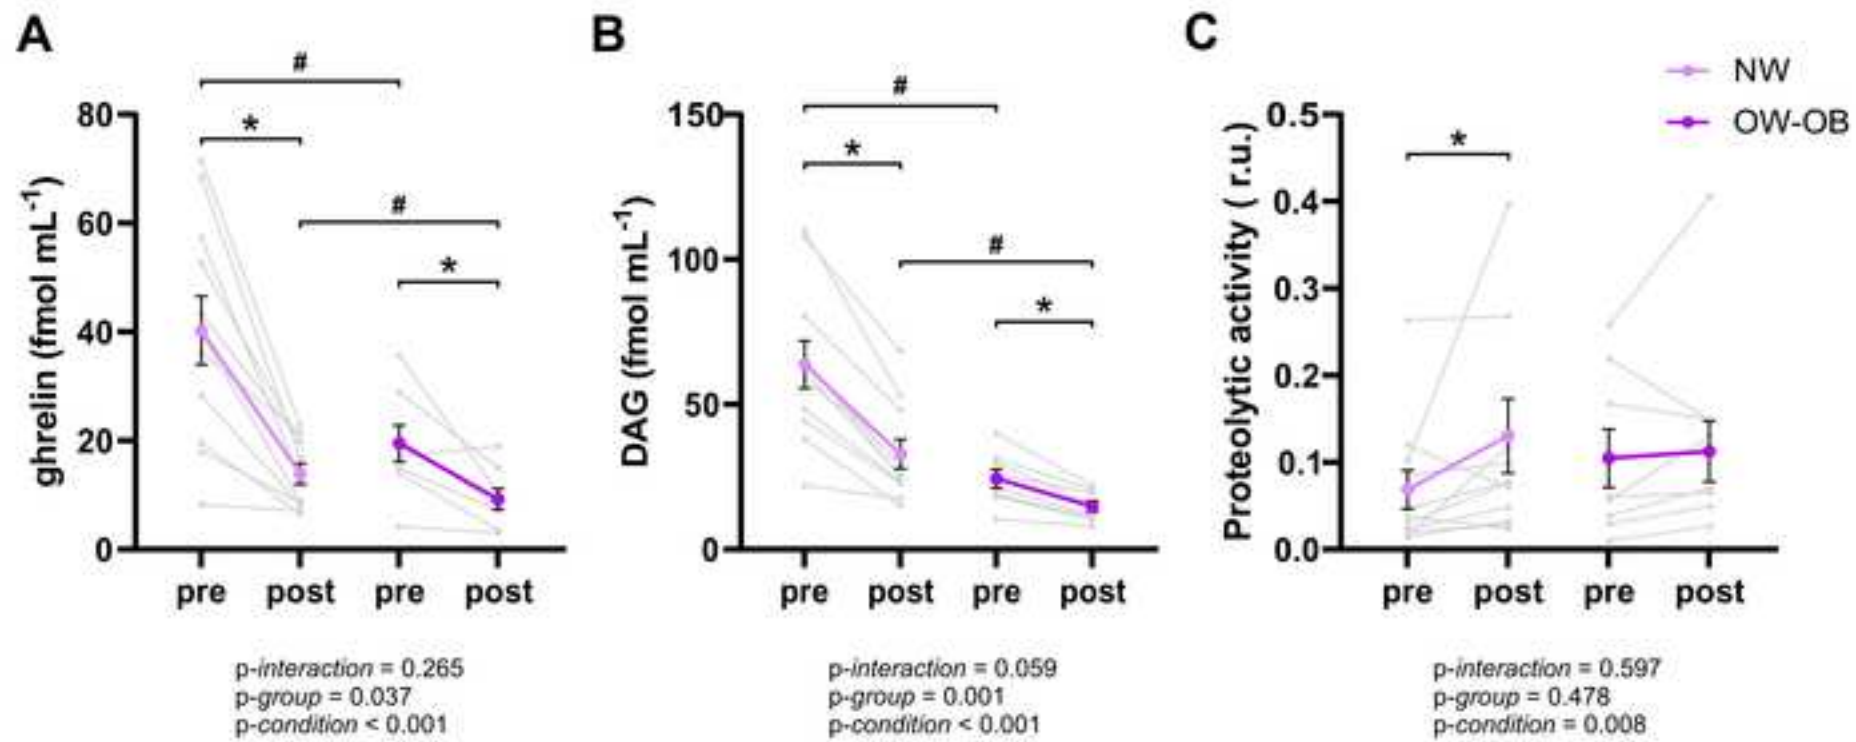 A
ghrelin (fmol mL-1)
80
60
40
20
0
#
*
#
*
pre post pre post
p-interaction = 0.265
p-group = 0.037
p-condition < 0.001
B
DAG (fmol mL-1)
150
100
50
0
#
*
#
*
pre post pre post
p-interaction = 0.059
p-group = 0.001
p-condition < 0.001
C
Proteolytic activity ( r.u.)
0.5
0.4
0.3
0.2
0.1
0.0
*
pre post pre post
p-interaction = 0.597
p-group = 0.478
p-condition = 0.008
NW
OW-OB